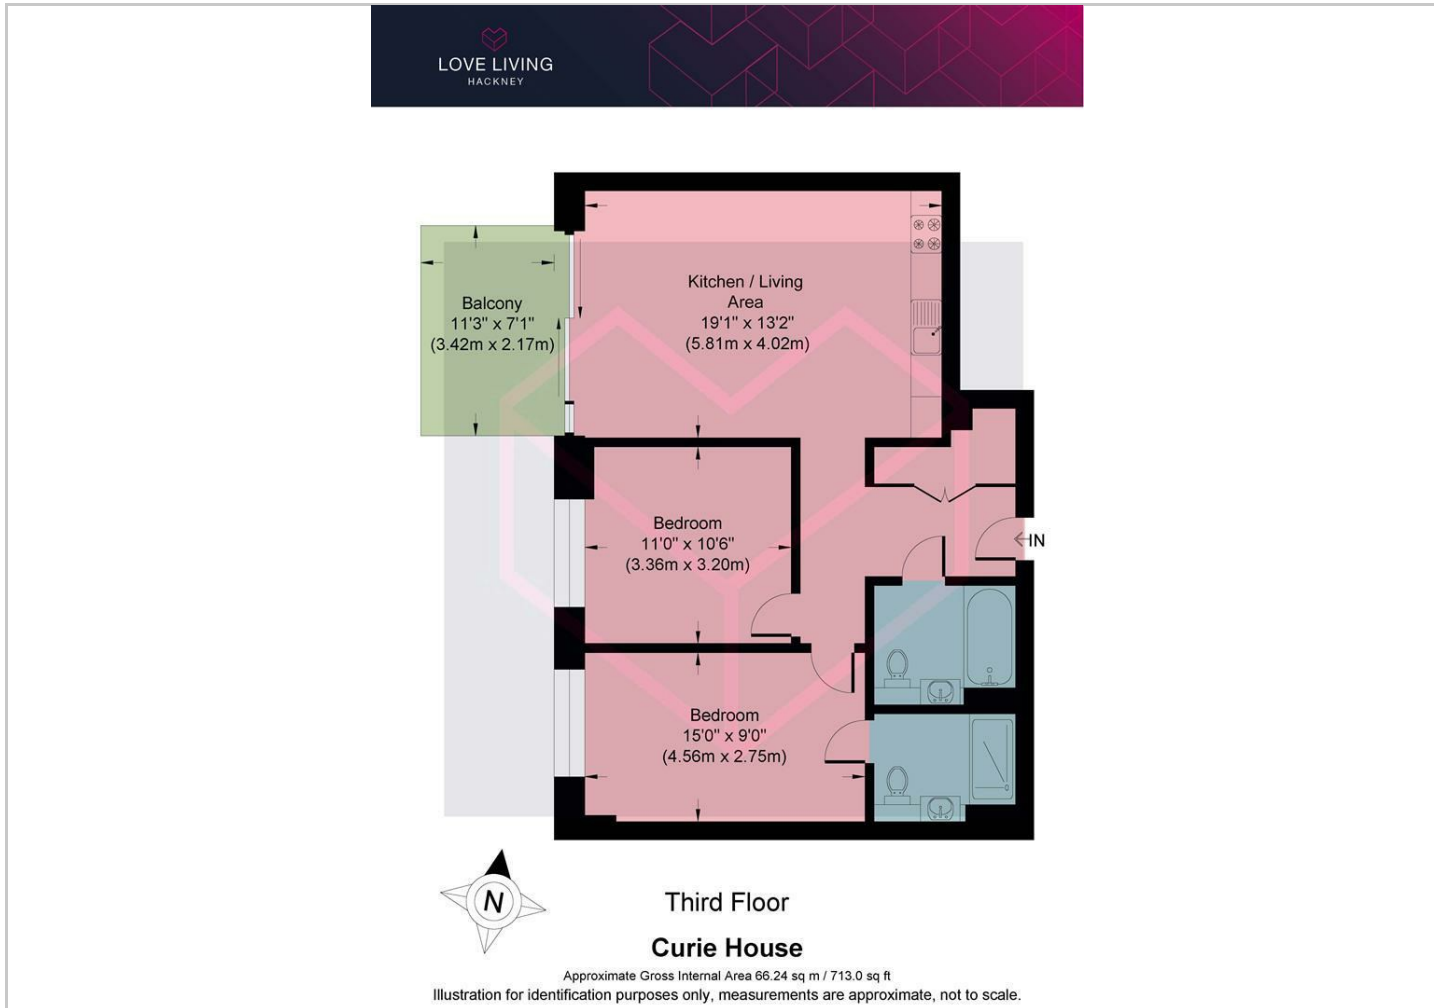 LOVE LIVING
HACKNEY
Kitchen / Living
Area
19'1" x 13'2"
(5.81m x 4.02m)
Balcony
11'3" x 7'1"
(3.42m x 2.17m)
Bedroom
11'0" x 10'6"
(3.36m x 3.20m)
IN
Bedroom
15'0" x 9'0"
(4.56m x 2.75m)
N
Third Floor
Curie House
Approximate Gross Internal Area 66.24 sq m / 713.0 sq ft
Illustration for identification purposes only, measurements are approximate, not to scale.